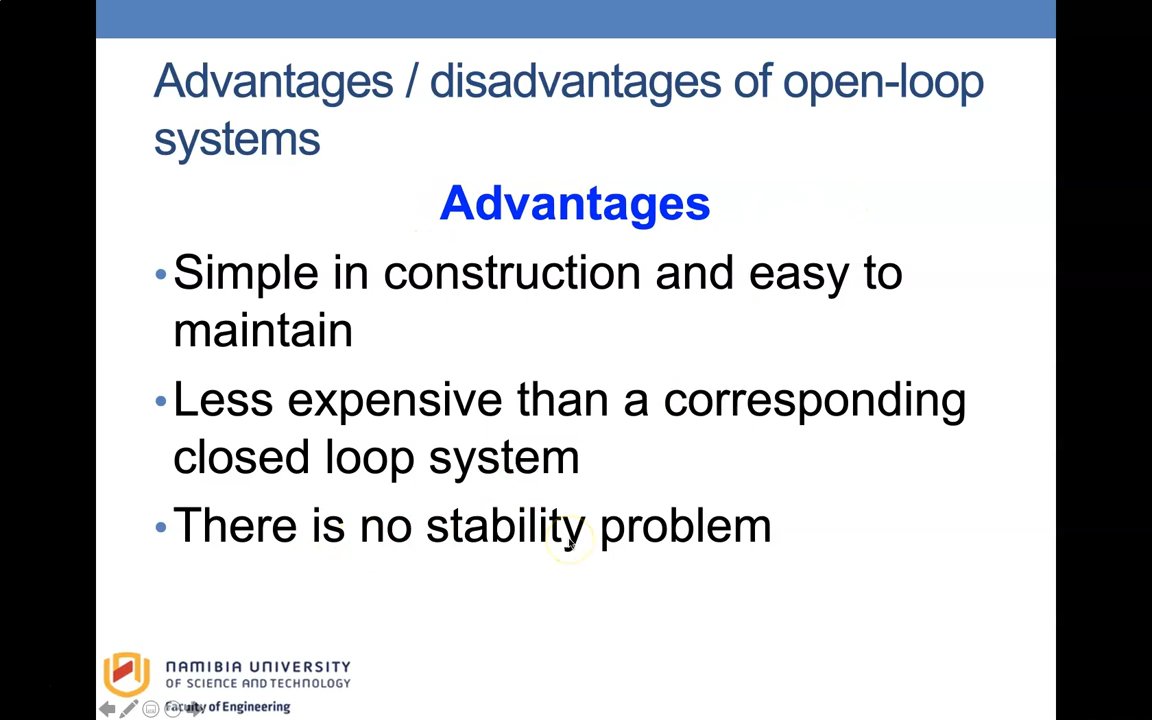 Advantages / disadvantages of open-loop
systems
Advantages
•Simple in construction and easy to
maintain
•Less expensive than a corresponding
closed loop system
•There is no stability problem
NAMIBIA UNIVERSITY
OF SCIENCE AND TECHNOLOGY
Faculty of Engineering